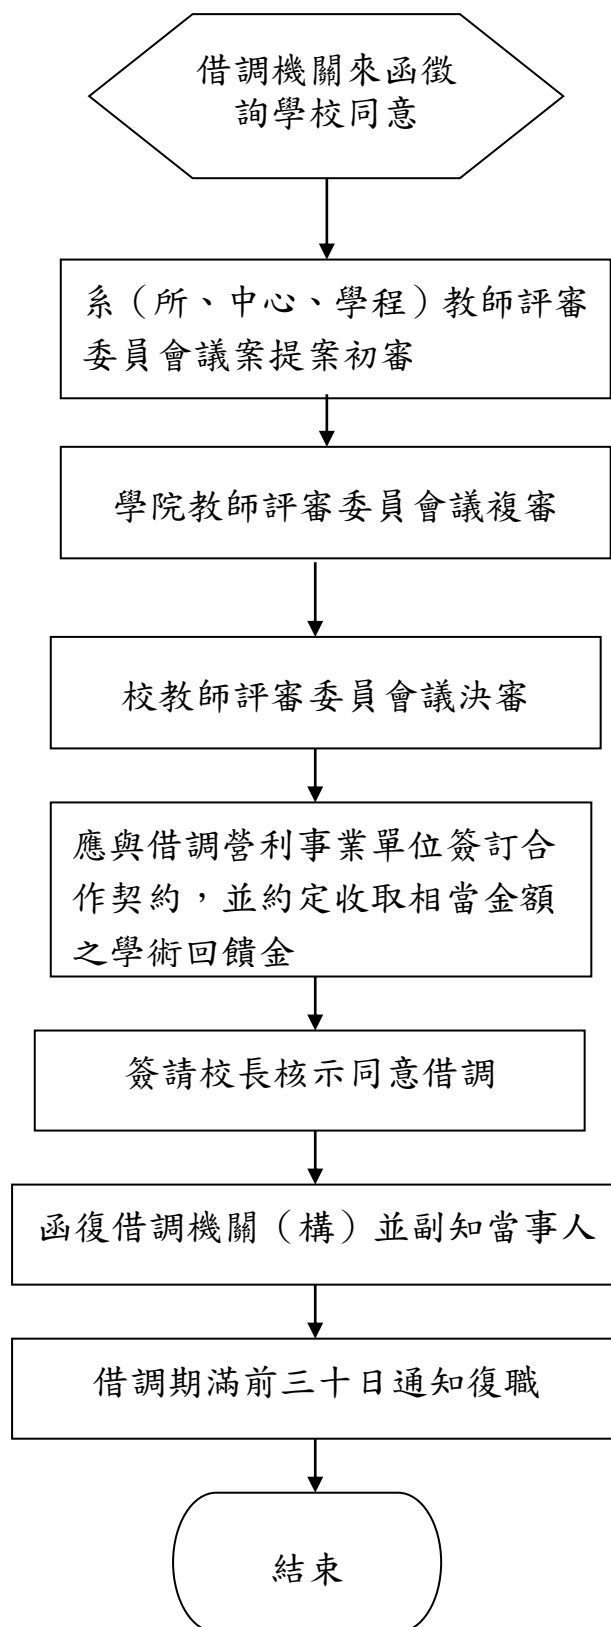 借調機關來函徵
詢學校同意
系（所、中心、學程）教師評審
委員會議案提案初審
學院教師評審委員會議複審
校教師評審委員會議決審
應與借調營利事業單位簽訂合
作契約，並約定收取相當金額
之學術回饋金
簽請校長核示同意借調
函復借調機關（構）並副知當事人
借調期滿前三十日通知復職
結束